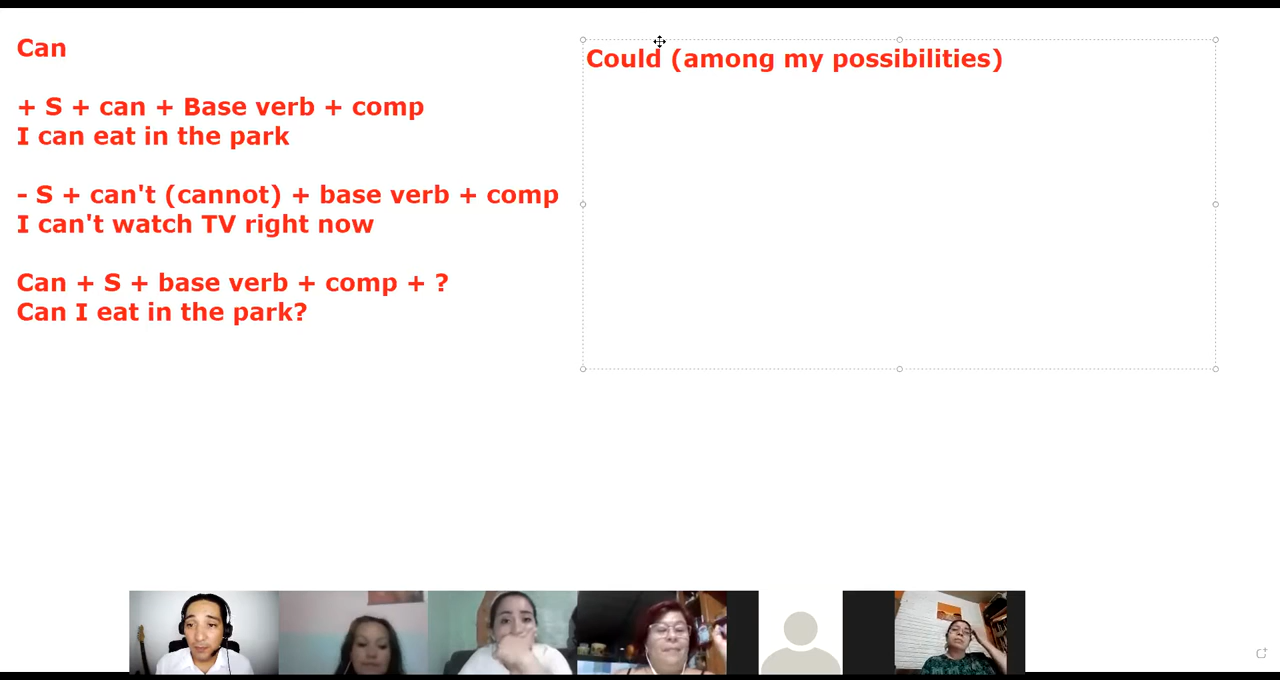 Can
+ S + can + Base verb + comp
I can eat in the park
- S + can't (cannot) + base verb + comp
I can't watch TV right now
Can + S + base verb + comp + ?
Can I eat in the park?
Could (among my possibilities)